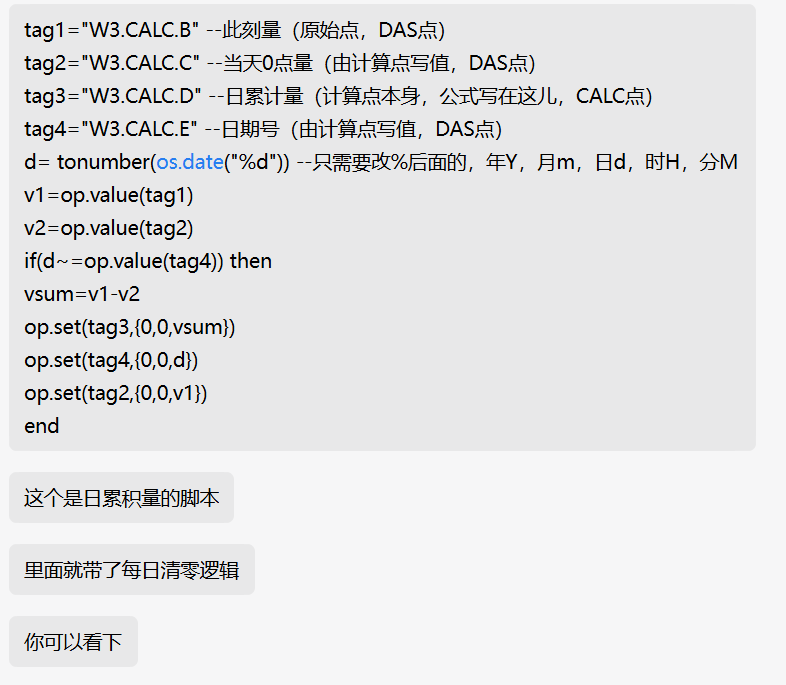 tag1="W3.CALC.B" --此刻量（原始点，DAS点）
tag2="W3.CALC.C" --当天0点量（由计算点写值，DAS点）
tag3="W3.CALC.D" --日累计量（计算点本身，公式写在这儿，CALC点）
tag4="W3.CALC.E" --日期号（由计算点写值，DAS点）
d= tonumber(os.date("%d")) --只需要改%后面的，年Y，月m，日d，时H，分M
v1=op.value(tag1)
v2=op.value(tag2)
if(d~=op.value(tag4)) then
vsum=v1-v2
op.set(tag3,{0,0,vsum})
op.set(tag4,{0,0,d})
op.set(tag2,{0,0,v1})
end
这个是日累积量的脚本
里面就带了每日清零逻辑
你可以看下